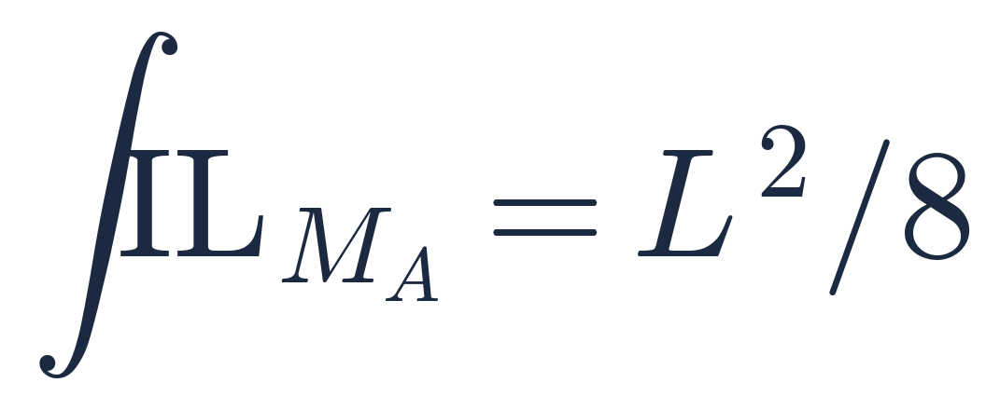 ∫IL_{M_A} = L^2/8